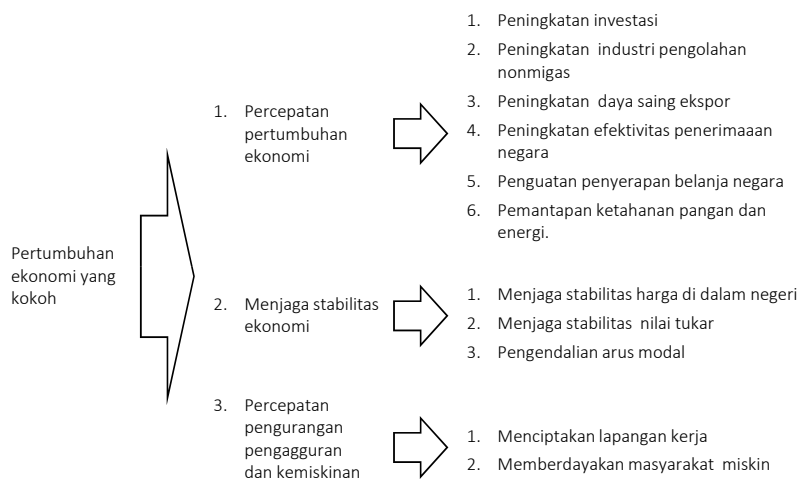 Pertumbuhan
ekonomi yang
kokoh
1. Percepatan
pertumbuhan
ekonomi
1. Peningkatan investasi
2. Peningkatan industri pengolahan
nonmigas
3. Peningkatan daya saing ekspor
4. Peningkatan efektivitas penerimaaan
negara
5. Penguatan penyerapan belanja negara
6. Pemantapan ketahanan pangan dan
energi.
2. Menjaga stabilitas
ekonomi
1. Menjaga stabilitas harga di dalam negeri
2. Menjaga stabilitas nilai tukar
3. Pengendalian arus modal
3. Percepatan
pengurangan
pengagguran
dan kemiskinan
1. Menciptakan lapangan kerja
2. Memberdayakan masyarakat miskin